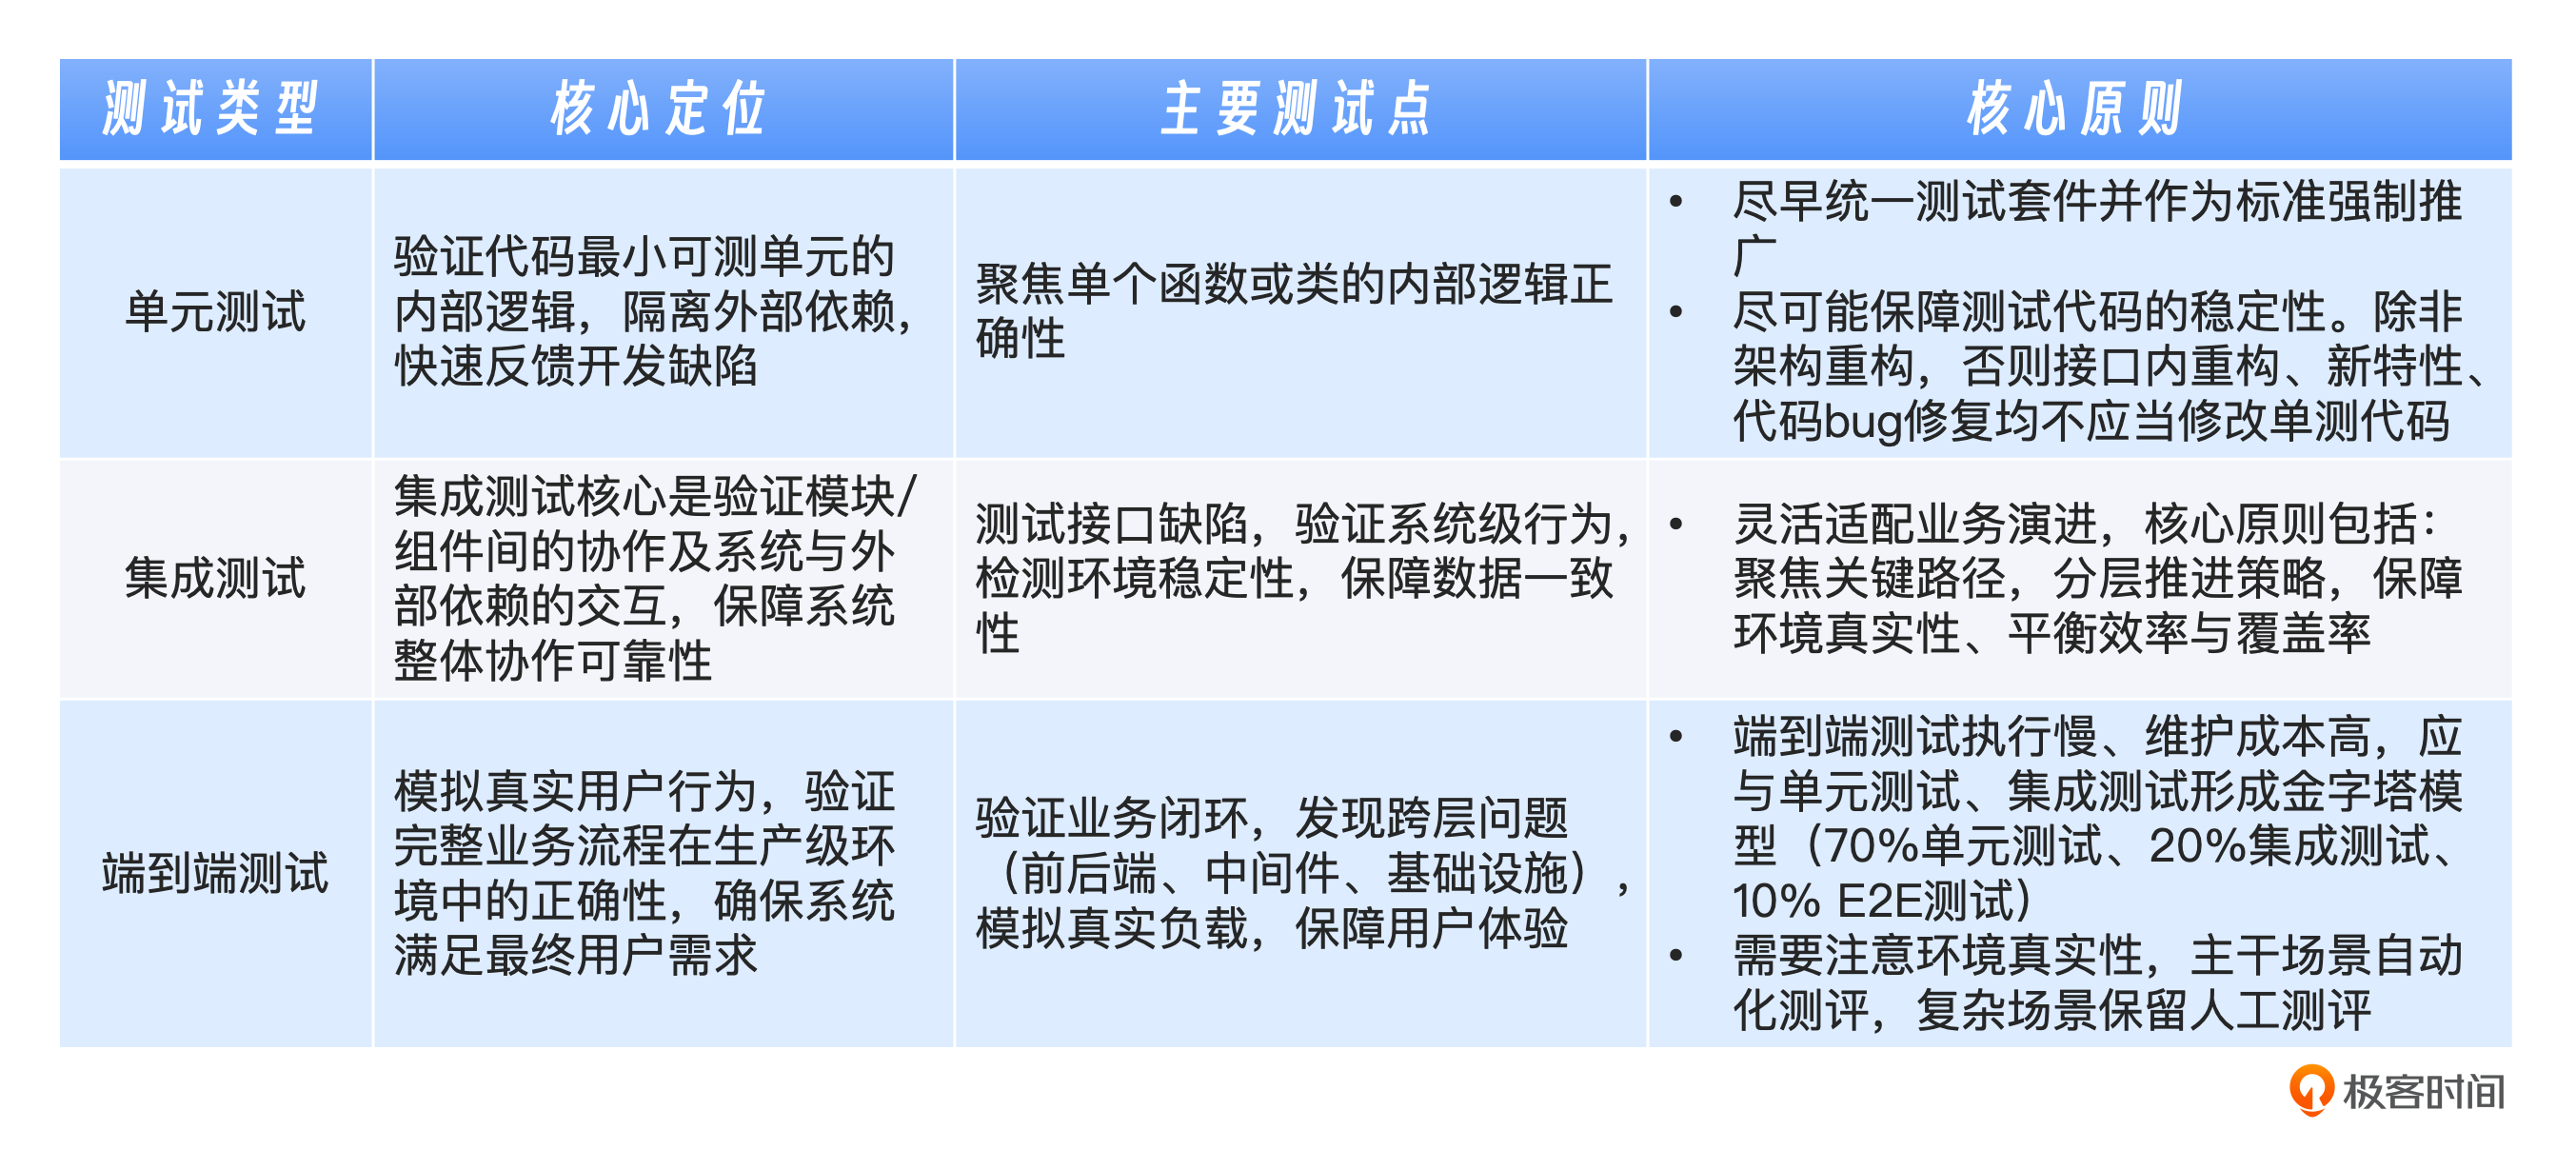 测试类型
核心定位
主要测试点
核心原则
单元测试
验证代码最小可测单元的
内部逻辑，隔离外部依赖，
快速反馈开发缺陷
聚焦单个函数或类的内部逻辑正
确性
• 尽早统一测试套件并作为标准强制推
广
• 尽可能保障测试代码的稳定性。除非
架构重构，否则接口内重构、新特性、
代码bug修复均不应当修改单测代码
集成测试
集成测试核心是验证模块/
组件间的协作及系统与外
部依赖的交互，保障系统
整体协作可靠性
测试接口缺陷，验证系统级行为，
检测环境稳定性，保障数据一致
性
• 灵活适配业务演进，核心原则包括：
聚焦关键路径，分层推进策略，保障
环境真实性、平衡效率与覆盖率
端到端测试
模拟真实用户行为，验证
完整业务流程在生产级环
境中的正确性，确保系统
满足最终用户需求
验证业务闭环，发现跨层问题
（前后端、中间件、基础设施），
模拟真实负载，保障用户体验
• 端到端测试执行慢、维护成本高，应
与单元测试、集成测试形成金字塔模
型（70%单元测试、20%集成测试、
10% E2E测试）
• 需要注意环境真实性，主干场景自动
化测评，复杂场景保留人工测评
极客时间